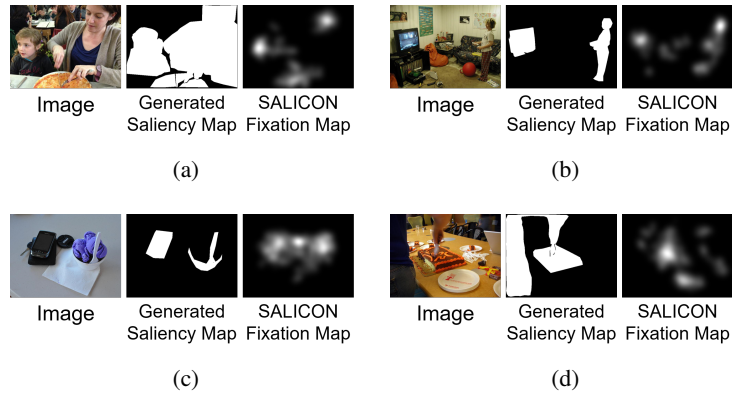 Image
Generated
Saliency Map
SALICON
Fixation Map
(a)
Image
Generated
Saliency Map
SALICON
Fixation Map
(b)
Image
Generated
Saliency Map
SALICON
Fixation Map
(c)
Image
Generated
Saliency Map
SALICON
Fixation Map
(d)